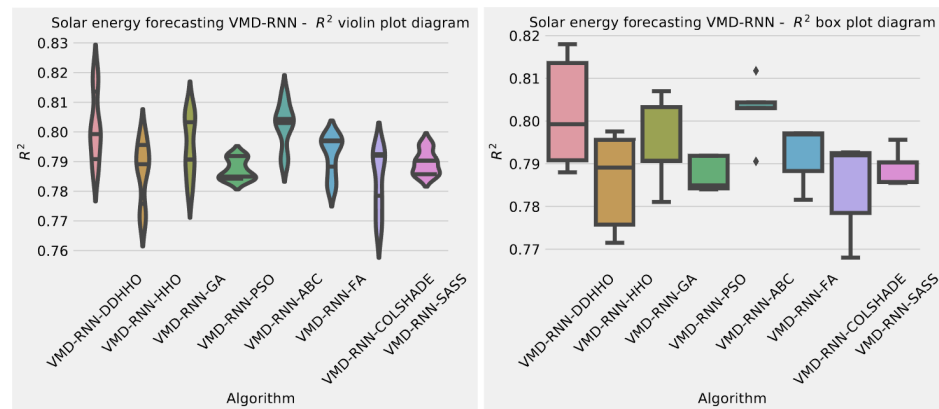 Solar energy forecasting VMD-RNN - R² violin plot diagram
0.83
0.82
0.81
0.80
0.79
0.78
0.77
0.76
R²
VMD-RNN-DDHHO
VMD-RNN-HHO
VMD-RNN-GA
VMD-RNN-PSO
VMD-RNN-ABC
VMD-RNN-FA
VMD-RNN-COLSHADE
VMD-RNN-SASS
Algorithm
Solar energy forecasting VMD-RNN - R² box plot diagram
0.82
0.81
0.80
0.79
0.78
0.77
R²
VMD-RNN-DDHHO
VMD-RNN-HHO
VMD-RNN-GA
VMD-RNN-PSO
VMD-RNN-ABC
VMD-RNN-FA
VMD-RNN-COLSHADE
VMD-RNN-SASS
Algorithm